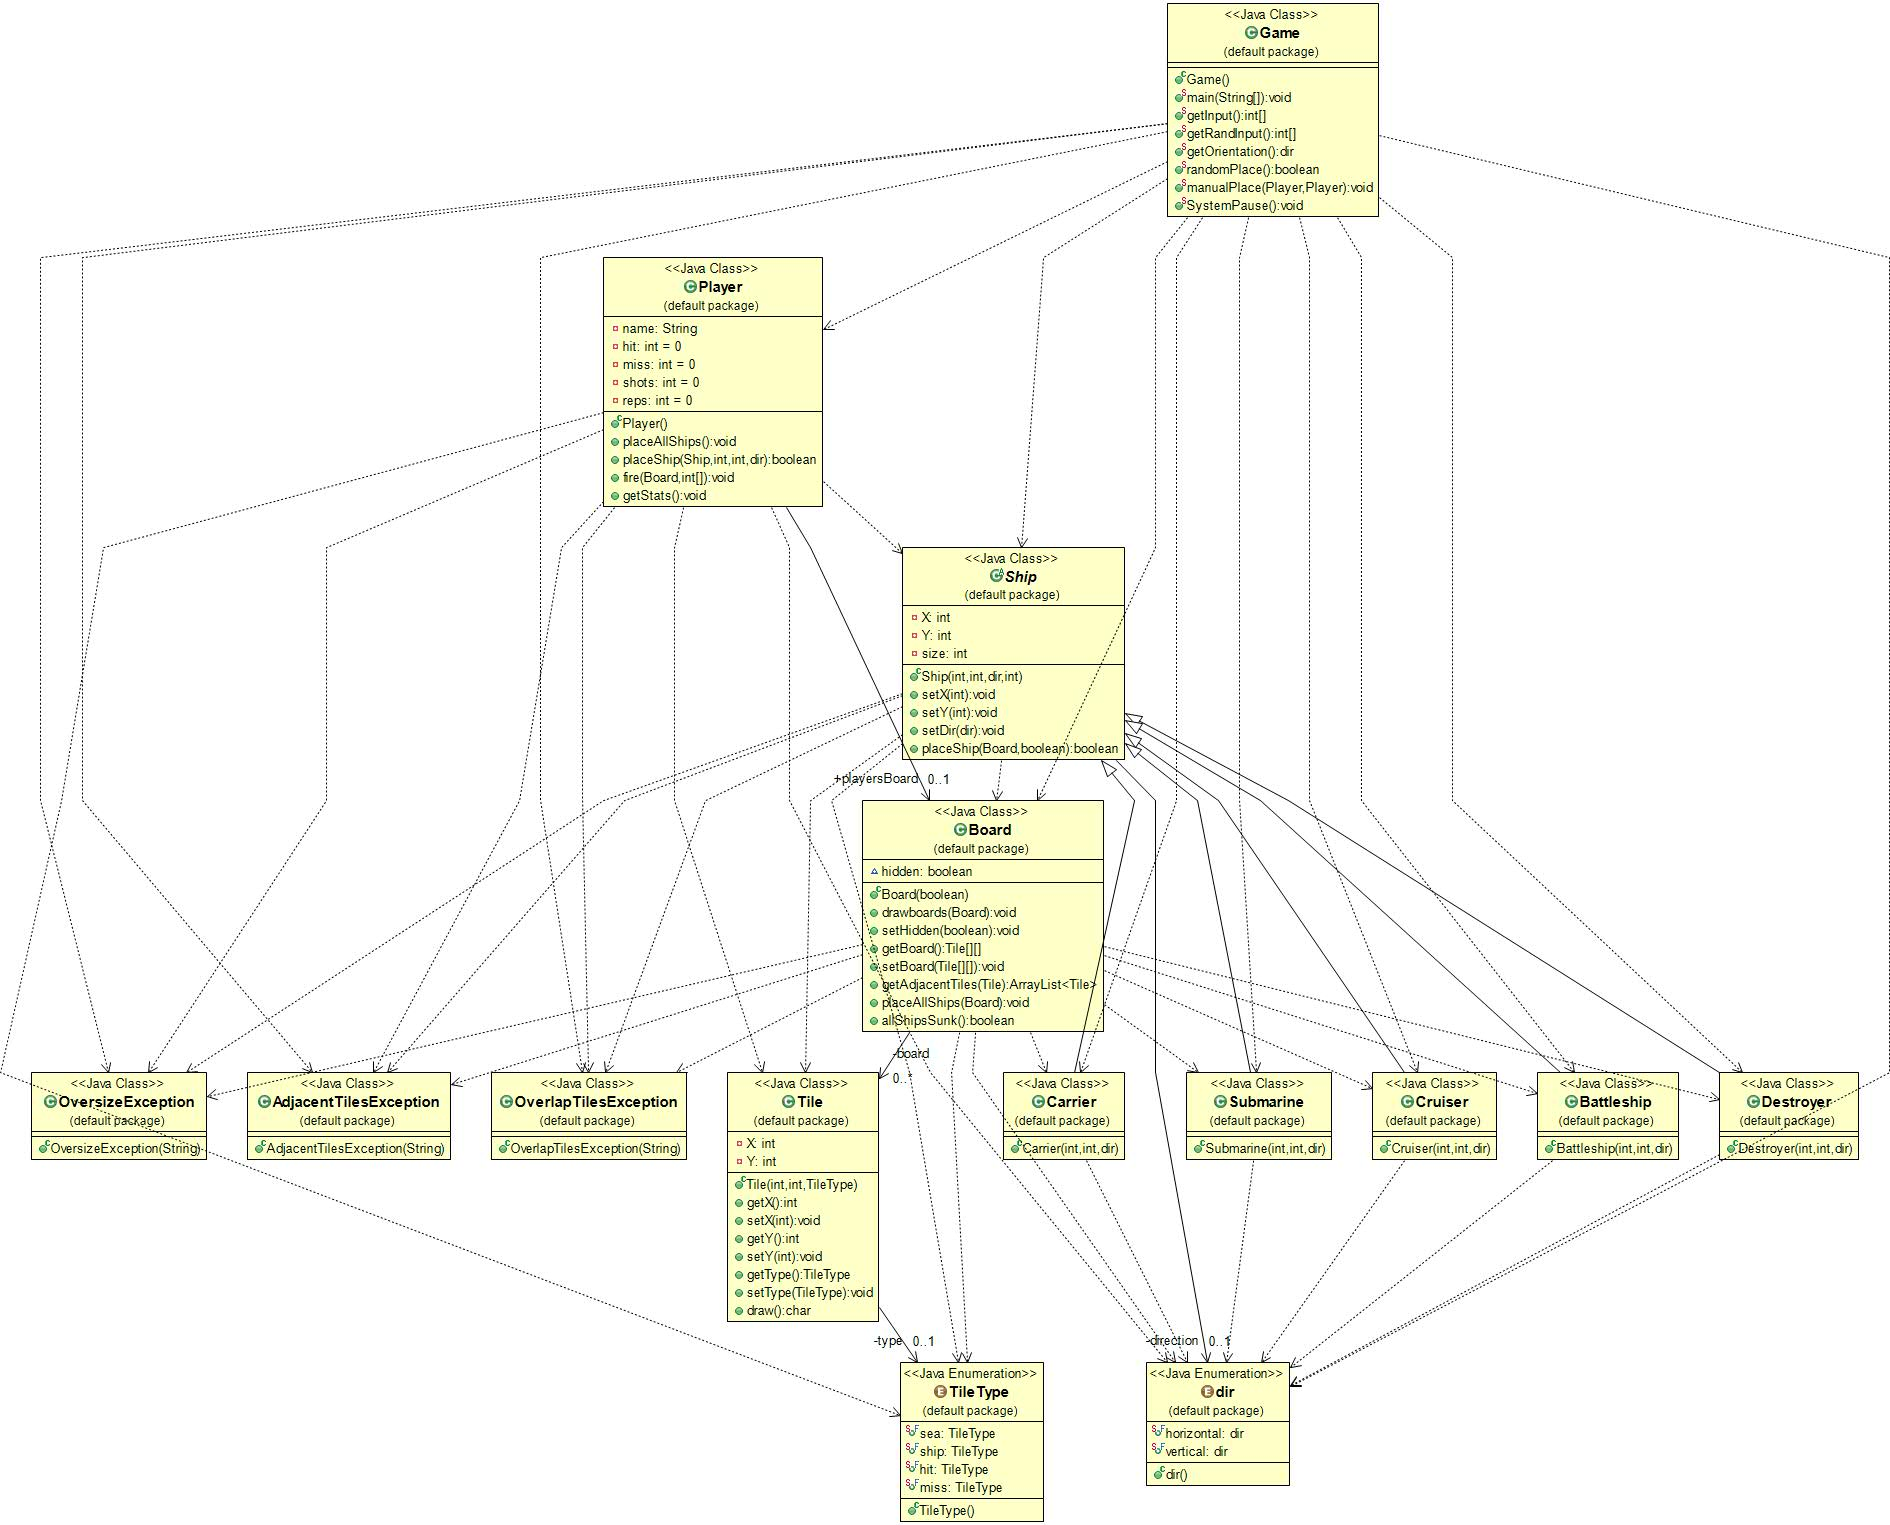 <<Java Class>>
Game
(default package)
Game()
main(String[]):void
getInput():int[]
getRandInput():int[]
getOrientation():dir
randomPlace():boolean
manualPlace(Player,Player):void
SystemPause():void
<<Java Class>>
Player
(default package)
name: String
hit: int = 0
miss: int = 0
shots: int = 0
reps: int = 0
Player()
placeAllShips():void
placeShip(Ship,int,int,dir):boolean
fire(Board,int[]):void
getStats():void
<<Java Class>>
Ship
(default package)
X: int
Y: int
size: int
Ship(int,int,dir,int)
setX(int):void
setY(int):void
setDir(dir):void
placeShip(Board,boolean):boolean
+playersBoard 0..1
<<Java Class>>
Board
(default package)
hidden: boolean
Board(boolean)
drawboards(Board):void
setHidden(boolean):void
getBoard():Tile[][]
setBoard(Tile[][]):void
getAdjacentTiles(Tile):ArrayList<Tile>
placeAllShips(Board):void
allShipsSunk():boolean
-board
0..*
<<Java Class>>
OversizeException
(default package)
OversizeException(String)
<<Java Class>>
AdjacentTilesException
(default package)
AdjacentTilesException(String)
<<Java Class>>
OverlapTilesException
(default package)
OverlapTilesException(String)
<<Java Class>>
Tile
(default package)
X: int
Y: int
Tile(int,int,TileType)
getX():int
setX(int):void
getY():int
setY(int):void
getType():TileType
setType(TileType):void
draw():char
<<Java Class>>
Carrier
(default package)
Carrier(int,int,dir)
<<Java Class>>
Submarine
(default package)
Submarine(int,int,dir)
<<Java Class>>
Cruiser
(default package)
Cruiser(int,int,dir)
<<Java Class>>
Battleship
(default package)
Battleship(int,int,dir)
<<Java Class>>
Destroyer
(default package)
Destroyer(int,int,dir)
-type 0..1
-direction 0..1
<<Java Enumeration>>
TileType
(default package)
sea: TileType
ship: TileType
hit: TileType
miss: TileType
TileType()
<<Java Enumeration>>
dir
(default package)
horizontal: dir
vertical: dir
dir()